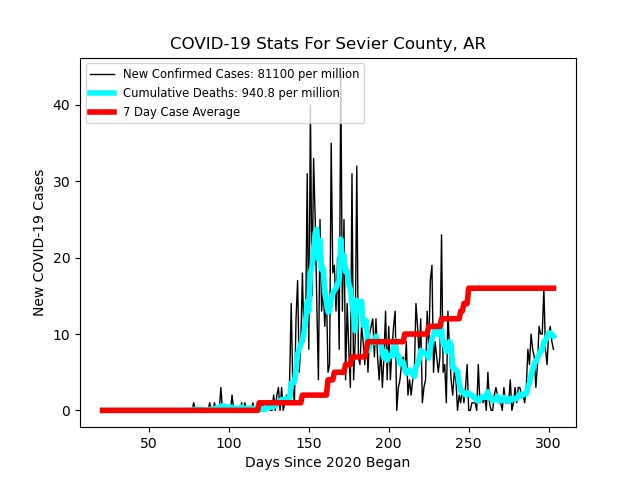 COVID-19 Stats For Sevier County, AR
New Confirmed Cases: 81100 per million
Cumulative Deaths: 940.8 per million
7 Day Case Average
New COVID-19 Cases
40
30
20
10
0
50 100 150 200 250 300
Days Since 2020 Began